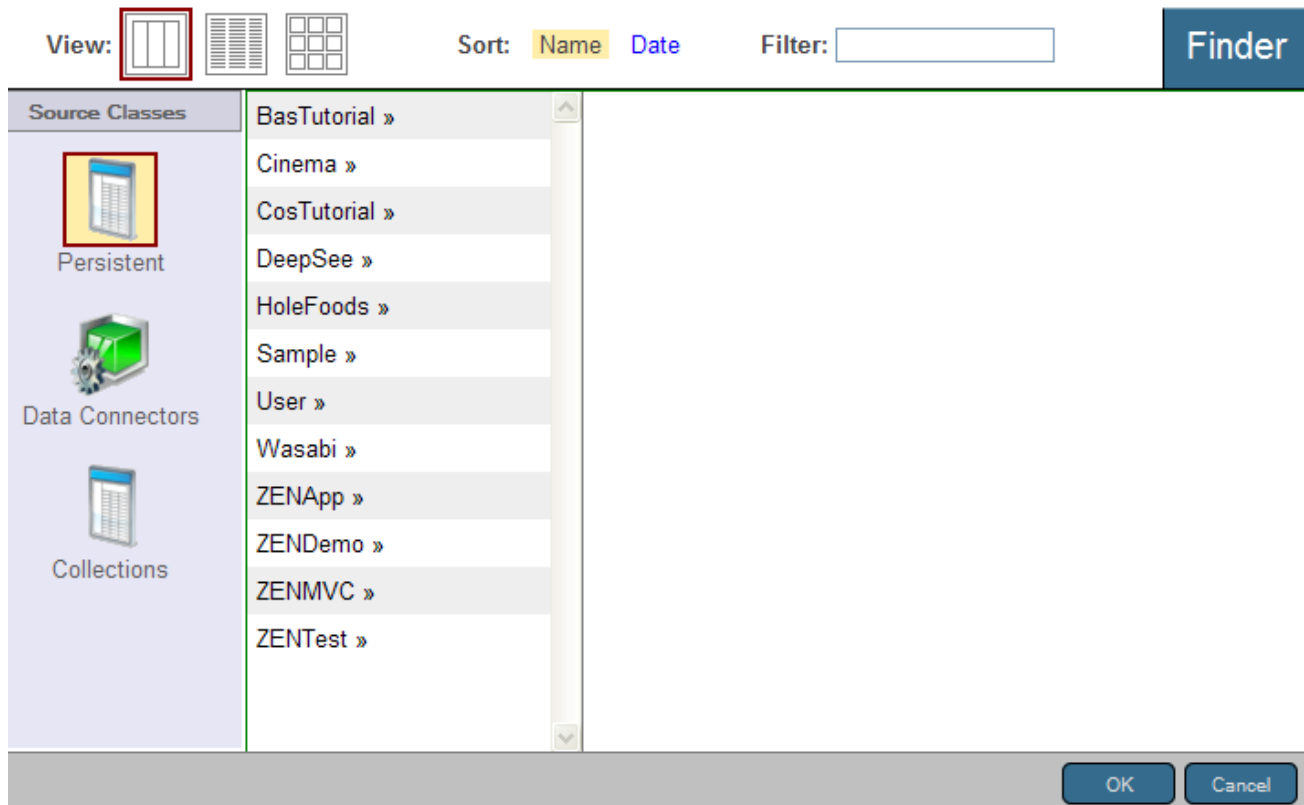 View: Sort: Name Date Filter: Finder
Source Classes
Persistent
Data Connectors
Collections
BasTutorial »
Cinema »
CosTutorial »
DeepSee »
HoleFoods »
Sample »
User »
Wasabi »
ZENApp »
ZENDemo »
ZENMVC »
ZENTest »
OK Cancel